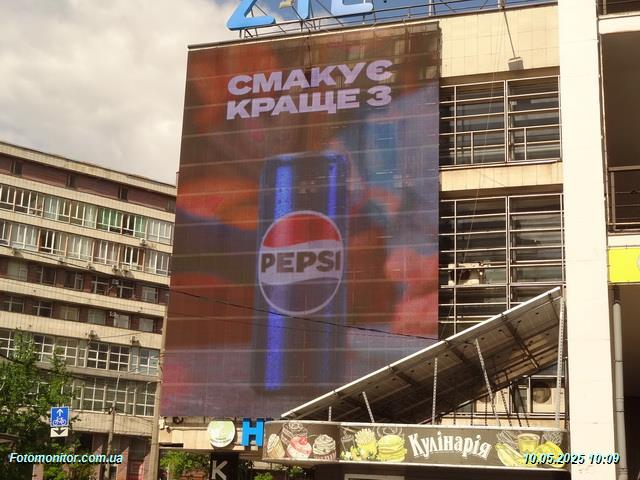 СМАКУЄ
КРАЩЕ З
PEPSI
Кулінарія
Fotomonitor.com.ua
10.05.2025 10:09